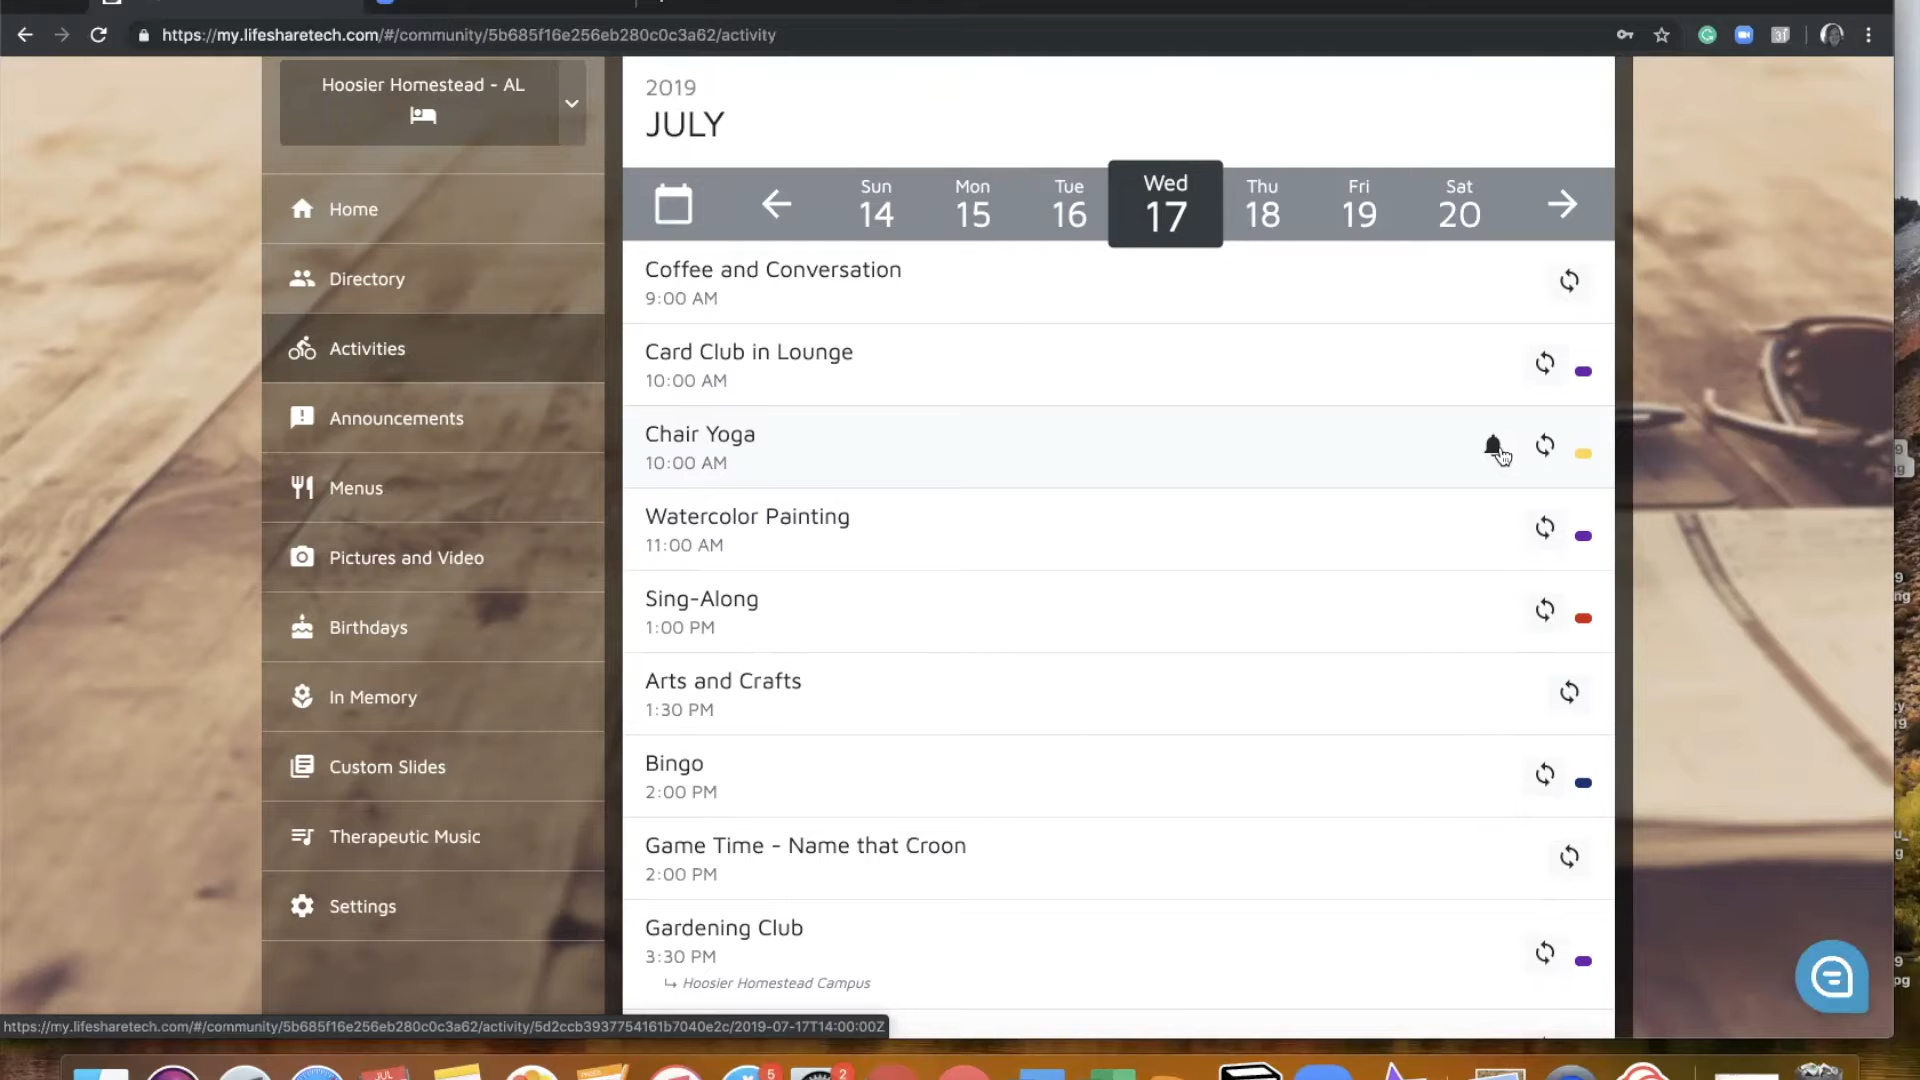 https://my.lifesharetech.com/#/community/5b685f16e256eb280c0c3a62/activity
Hoosier Homestead - AL
Home
Directory
Activities
Announcements
Menus
Pictures and Video
Birthdays
In Memory
Custom Slides
Therapeutic Music
Settings
2019
JULY
Sun 14
Mon 15
Tue 16
Wed 17
Thu 18
Fri 19
Sat 20
Coffee and Conversation
9:00 AM
Card Club in Lounge
10:00 AM
Chair Yoga
10:00 AM
Watercolor Painting
11:00 AM
Sing-Along
1:00 PM
Arts and Crafts
1:30 PM
Bingo
2:00 PM
Game Time - Name that Croon
2:00 PM
Gardening Club
3:30 PM
↳ Hoosier Homestead Campus
https://my.lifesharetech.com/#/community/5b685f16e256eb280c0c3a62/activity/5d2ccb3937754161b7040e2c/2019-07-17T14:00:00Z
JUL
5
2